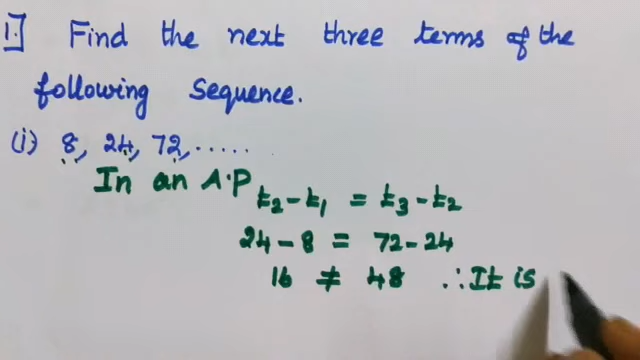 1.] Find the next three terms of the
following Sequence.
(i) 8, 24, 72, ......
In an A.P
t₂ - t₁ = t₃ - t₂
24 - 8 = 72 - 24
16 ≠ 48 ∴ It is